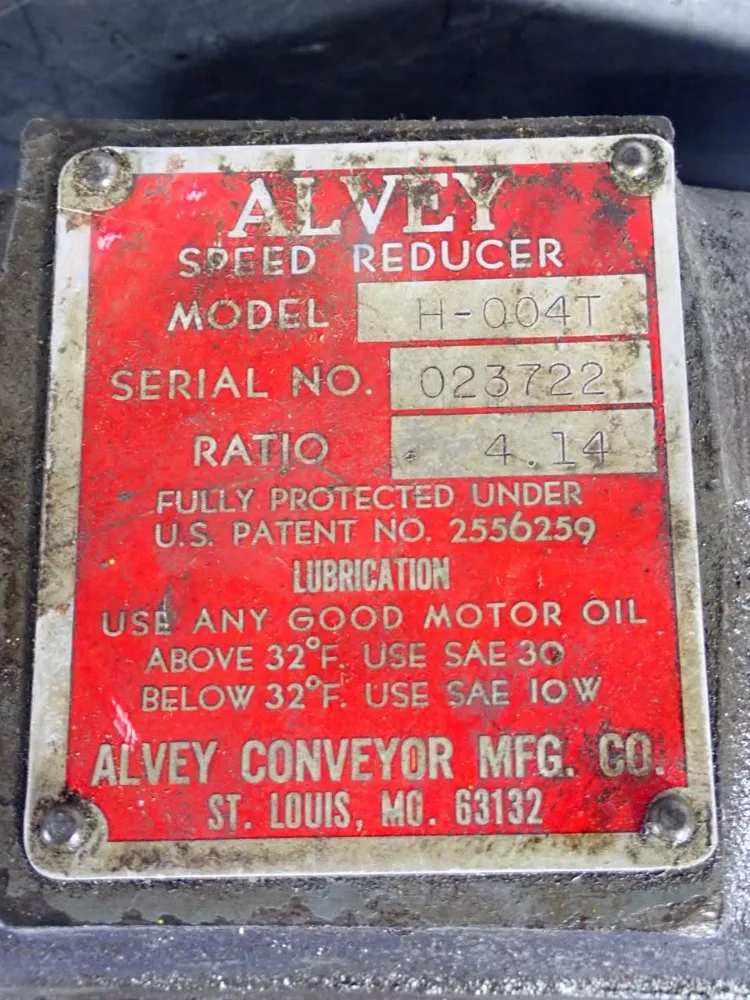 ALVEY
SPEED REDUCER
MODEL H-004T
SERIAL NO. 023722
RATIO 4.14
FULLY PROTECTED UNDER
U.S. PATENT NO. 2556259
LUBRICATION
USE ANY GOOD MOTOR OIL
ABOVE 32°F. USE SAE 30
BELOW 32°F. USE SAE 10W
ALVEY CONVEYOR MFG. CO.
ST. LOUIS, MO. 63132